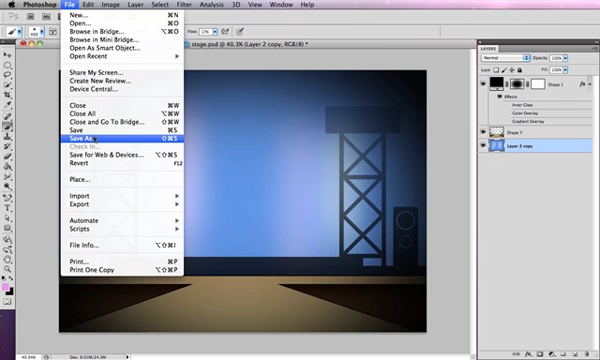 Photoshop File Edit Image Layer Select Filter Analysis 3D View Window Help
Flow: 17%
stage.psd @ 40.3% (Layer 2 copy, RGB/8) *
New... ⌘N
Open... ⌘O
Browse in Bridge... ⌥⌘O
Browse in Mini Bridge...
Open As Smart Object...
Open Recent
Share My Screen...
Create New Review...
Device Central...
Close ⌘W
Close All ⌥⌘W
Close and Go To Bridge... ⇧⌘W
Save ⌘S
Save As... ⇧⌘S
Check In...
Save for Web & Devices... ⌥⇧⌘S
Revert F12
Place...
Import
Export
Automate
Scripts
File Info... ⌥⇧⌘I
Print... ⌘P
Print One Copy ⌥⇧⌘P
LAYERS
Normal Opacity: 100%
Lock: Fill: 100%
Shape 1 fx
Effects
Inner Glow
Color Overlay
Gradient Overlay
Shape 7
Layer 2 copy